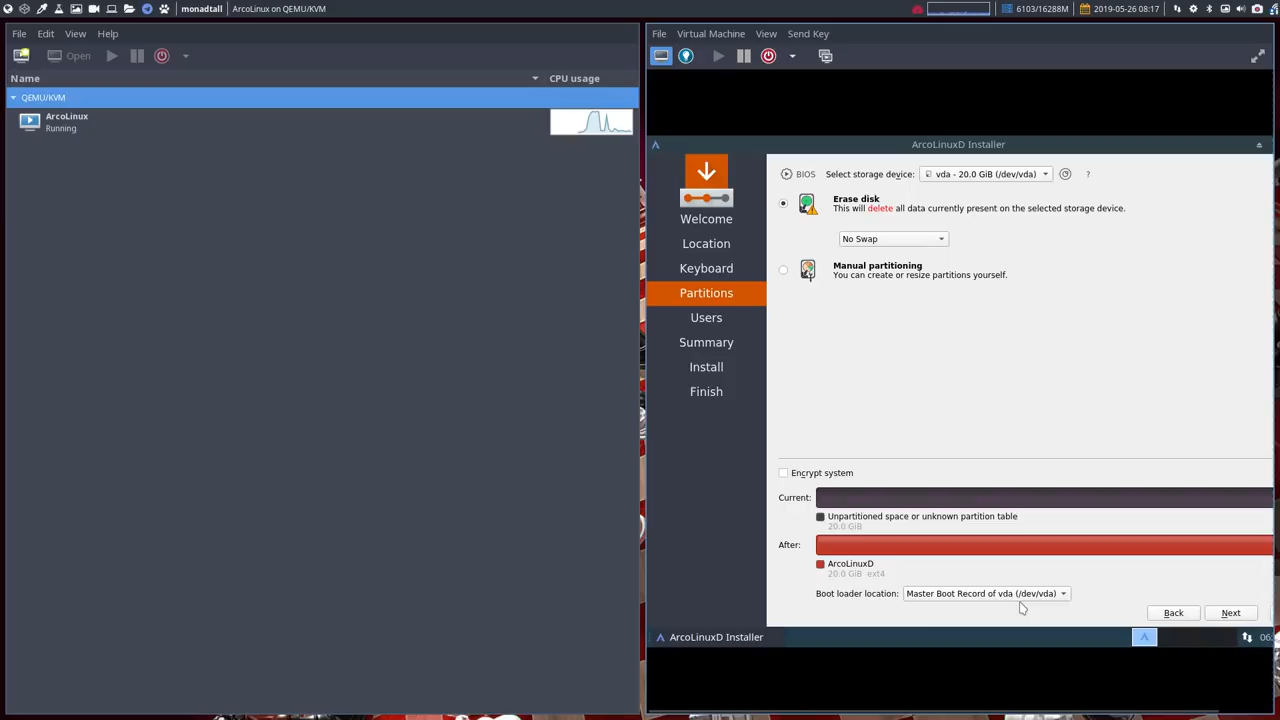 monadtall
ArcoLinux on QEMU/KVM
6103/16288M
2019-05-26 08:17
File Edit View Help
Open
Name
CPU usage
QEMU/KVM
ArcoLinux
Running
File Virtual Machine View Send Key
ArcoLinuxD Installer
Welcome
Location
Keyboard
Partitions
Users
Summary
Install
Finish
BIOS
Select storage device:
vda - 20.0 GiB (/dev/vda)
?
Erase disk
This will delete all data currently present on the selected storage device.
No Swap
Manual partitioning
You can create or resize partitions yourself.
Encrypt system
Current:
Unpartitioned space or unknown partition table
20.0 GiB
After:
ArcoLinuxD
20.0 GiB ext4
Boot loader location:
Master Boot Record of vda (/dev/vda)
Back
Next
ArcoLinuxD Installer
06: